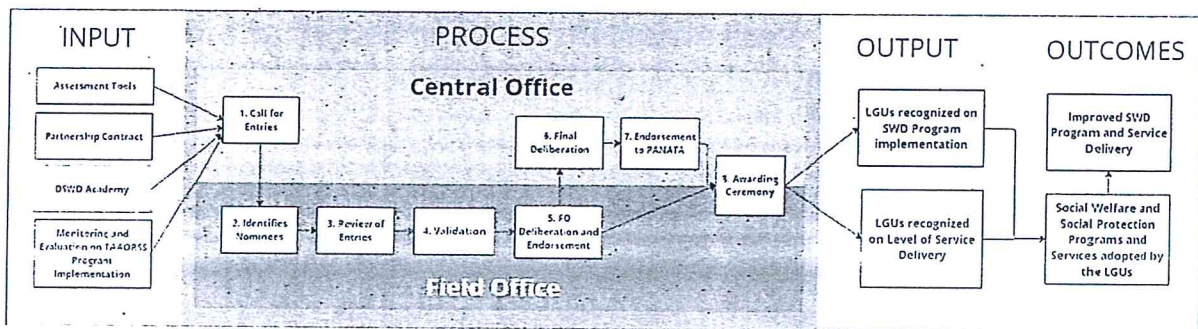 INPUT
PROCESS
OUTPUT
OUTCOMES
Central Office
Assessment Tools
Partnership Contract
DSWD Academy
Monitoring and
Evaluation on
Program
Implementation
1. Call for
Entries
2. Identifies
Nominees
3. Review of
Entries
4. Validation
5. FO
Deliberation and
Endorsement
6. Final
Deliberation
7. Endorsement
to PANATA
Awarding
Ceremony
Field Office
LGUs recognized on
SWD Program
implementation
LGUs recognized
on Level of Service
Delivery
Improved SWD
Program and Service
Delivery
Social Welfare and
Social Protection
Programs and
Services adopted by
the LGUs